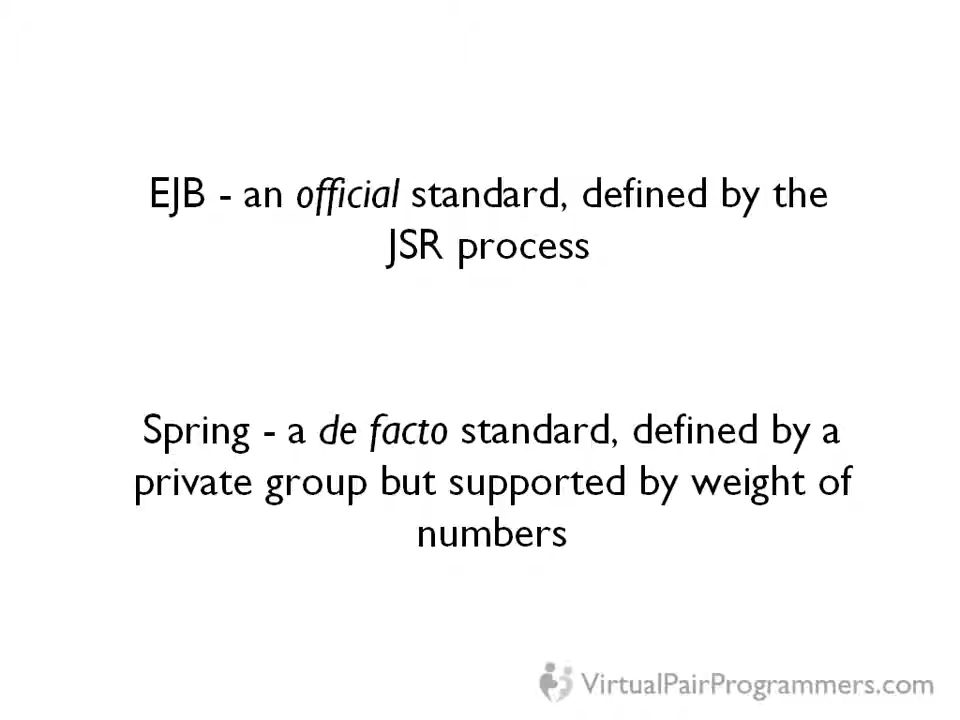 EJB - an official standard, defined by the
JSR process
Spring - a de facto standard, defined by a
private group but supported by weight of
numbers
VirtualPairProgrammers.com